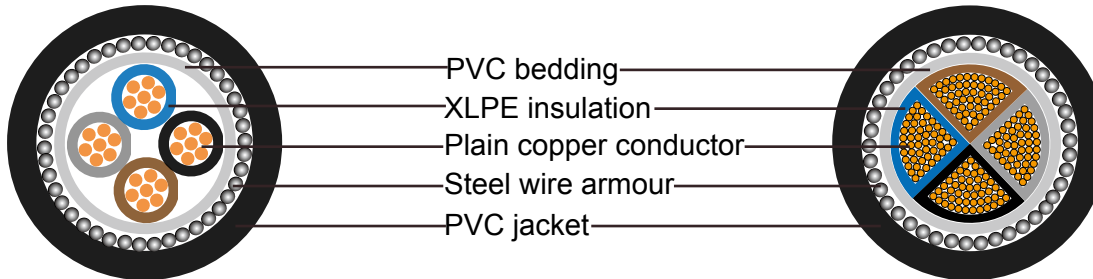 PVC bedding
XLPE insulation
Plain copper conductor
Steel wire armour
PVC jacket